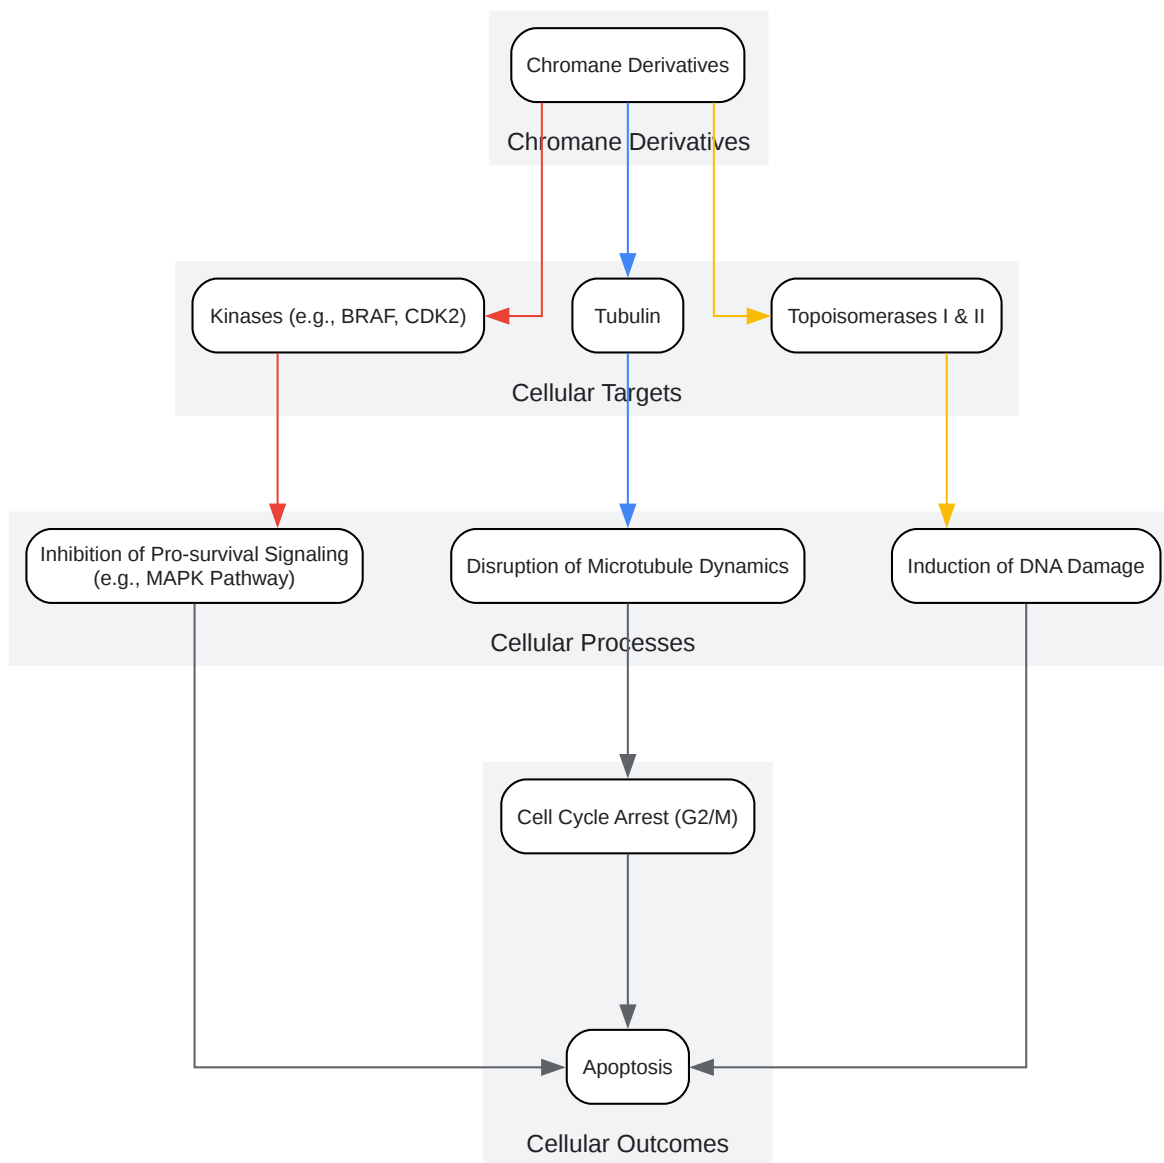 Chromane Derivatives
Chromane Derivatives
Kinases (e.g., BRAF, CDK2)
Tubulin
Topoisomerases I & II
Cellular Targets
Inhibition of Pro-survival Signaling
(e.g., MAPK Pathway)
Disruption of Microtubule Dynamics
Induction of DNA Damage
Cellular Processes
Cell Cycle Arrest (G2/M)
Apoptosis
Cellular Outcomes